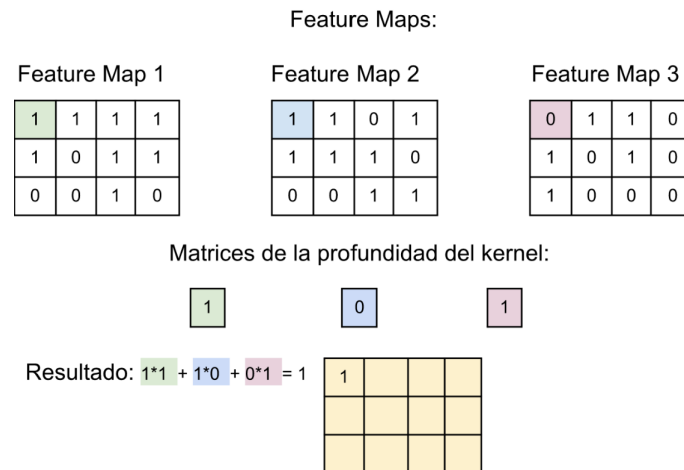 Feature Maps:
Feature Map 1 Feature Map 2 Feature Map 3
1 1 1 1 1 1 0 1 0 1 1 0
1 0 1 1 1 1 1 0 1 0 1 0
0 0 1 0 0 0 1 1 1 0 0 0
Matrices de la profundidad del kernel:
1 0 1
Resultado: 1*1 + 1*0 + 0*1 = 1 1